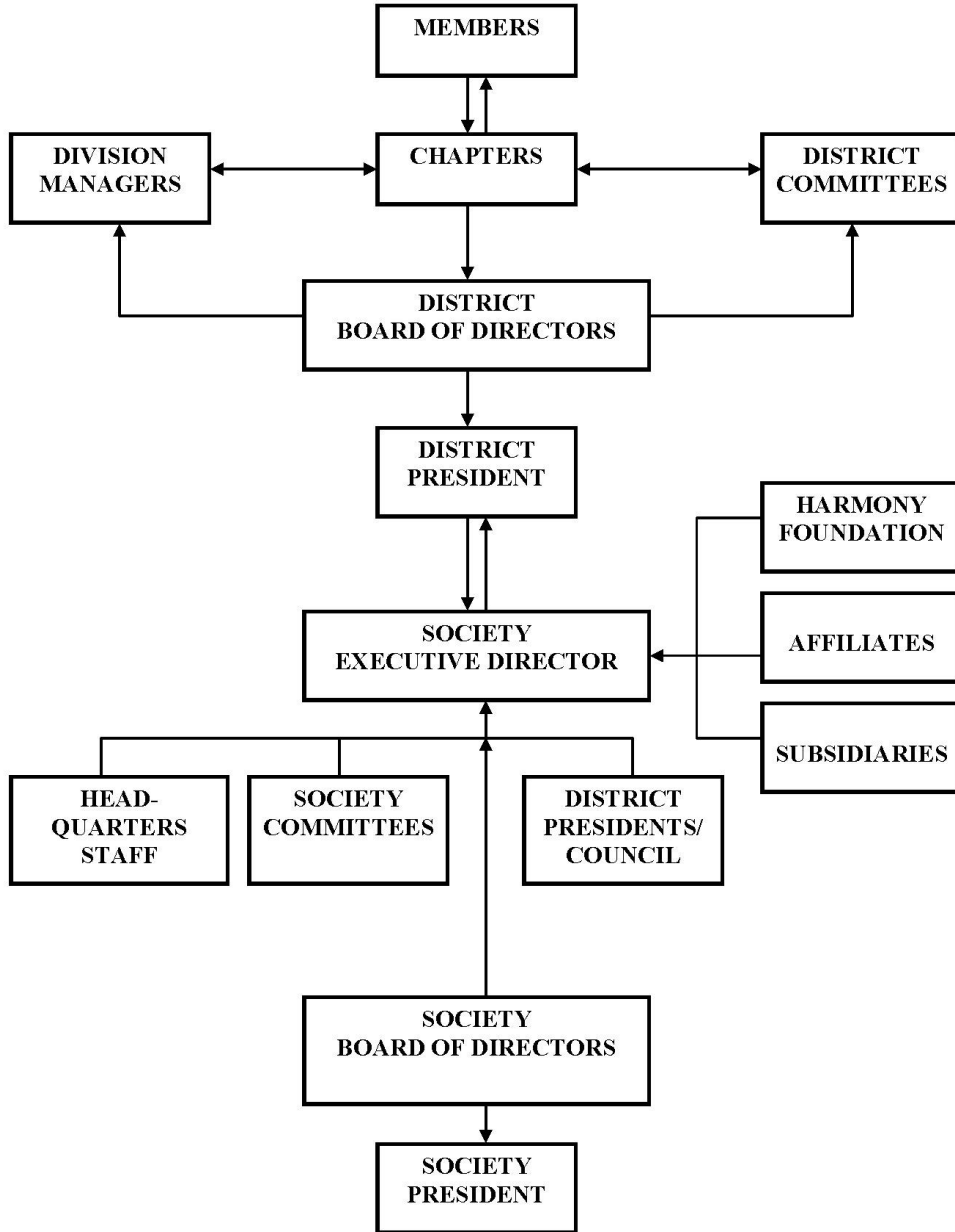 MEMBERS
DIVISION
MANAGERS
CHAPTERS
DISTRICT
COMMITTEES
DISTRICT
BOARD OF DIRECTORS
DISTRICT
PRESIDENT
HARMONY
FOUNDATION
SOCIETY
EXECUTIVE DIRECTOR
AFFILIATES
SUBSIDIARIES
HEAD-
QUARTERS
STAFF
SOCIETY
COMMITTEES
DISTRICT
PRESIDENTS/
COUNCIL
SOCIETY
BOARD OF DIRECTORS
SOCIETY
PRESIDENT